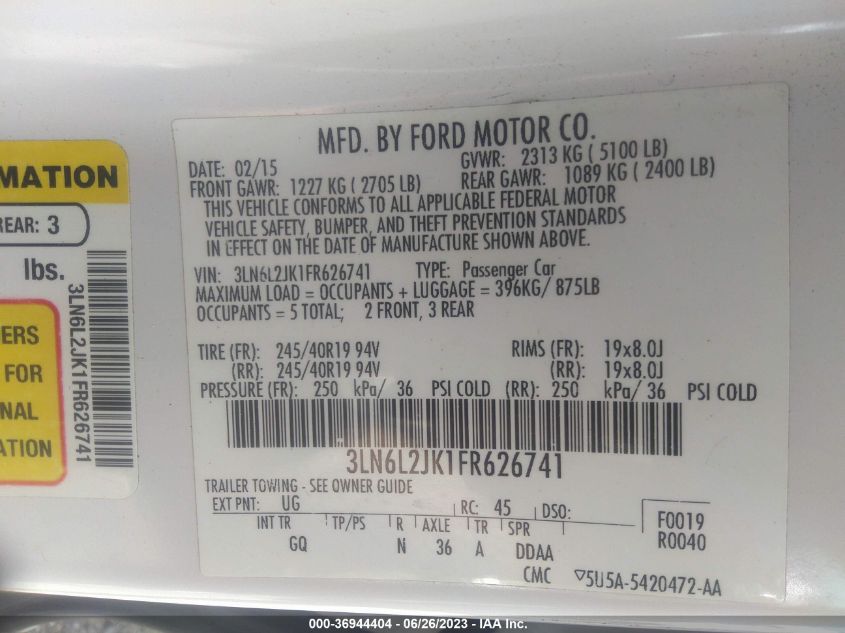 MATION
REAR: 3
lbs.
ERS
FOR
NAL
ATION
3LN6L2JK1FR626741
MFD. BY FORD MOTOR CO.
DATE: 02/15 GVWR: 2313 KG ( 5100 LB)
FRONT GAWR: 1227 KG ( 2705 LB) REAR GAWR: 1089 KG ( 2400 LB)
THIS VEHICLE CONFORMS TO ALL APPLICABLE FEDERAL MOTOR
VEHICLE SAFETY, BUMPER, AND THEFT PREVENTION STANDARDS
IN EFFECT ON THE DATE OF MANUFACTURE SHOWN ABOVE.
VIN: 3LN6L2JK1FR626741 TYPE: Passenger Car
MAXIMUM LOAD = OCCUPANTS + LUGGAGE = 396KG/ 875LB
OCCUPANTS = 5 TOTAL; 2 FRONT, 3 REAR
TIRE (FR): 245/40R19 94V RIMS (FR): 19x8.0J
(RR): 245/40R19 94V (RR): 19x8.0J
PRESSURE (FR): 250 kPa/ 36 PSI COLD (RR): 250 kPa/ 36 PSI COLD
3LN6L2JK1FR626741
TRAILER TOWING - SEE OWNER GUIDE
EXT PNT: UG RC: 45 DSO:
INT TR TP/PS R AXLE TR SPR
GQ N 36 A DDAA
F0019
R0040
CMC ▽5U5A-5420472-AA
000-36944404 - 06/26/2023 - © IAA Holdings, LLC.